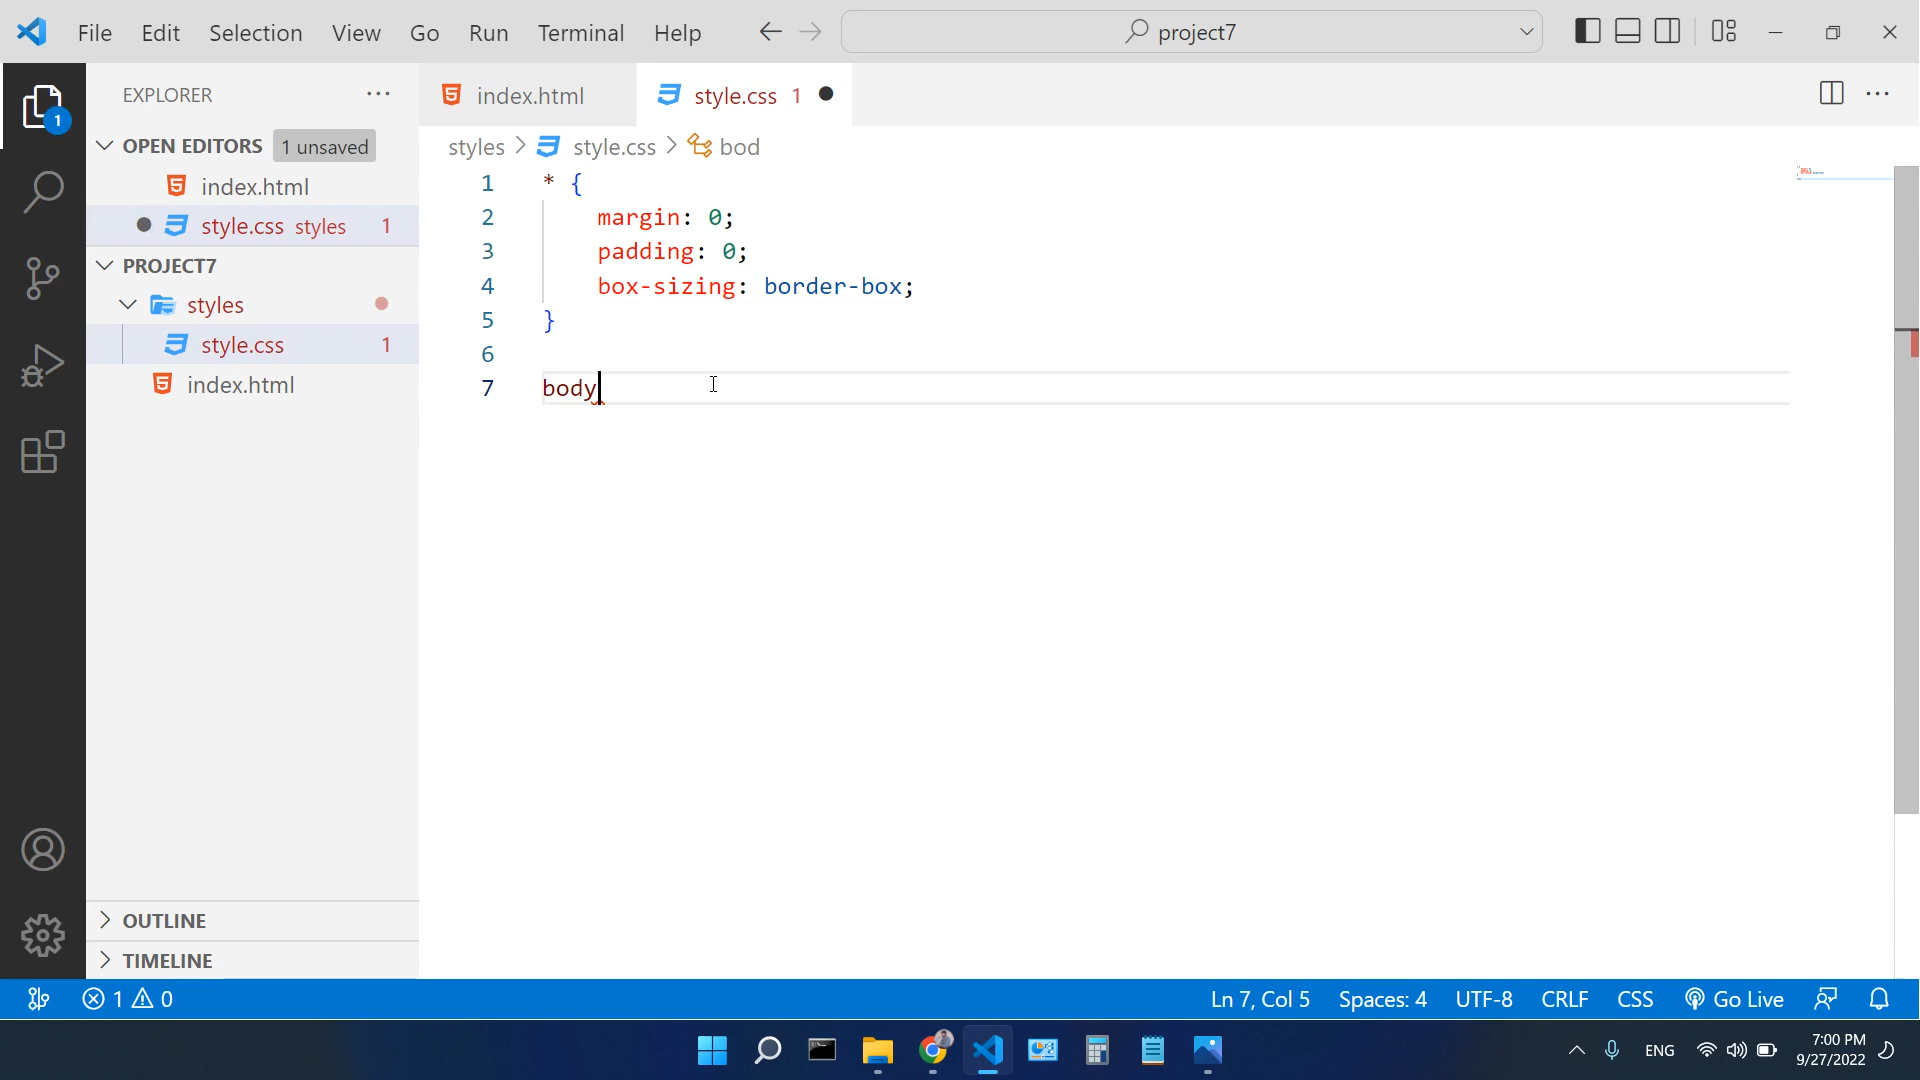 File Edit Selection View Go Run Terminal Help project7
EXPLORER
OPEN EDITORS 1 unsaved
index.html
style.css styles 1
PROJECT7
styles
style.css 1
index.html
OUTLINE
TIMELINE
1
index.html style.css 1
styles > style.css > bod
1 * {
2 margin: 0;
3 padding: 0;
4 box-sizing: border-box;
5 }
6
7 body
1 0 Ln 7, Col 5 Spaces: 4 UTF-8 CRLF CSS Go Live
ENG 7:00 PM
9/27/2022